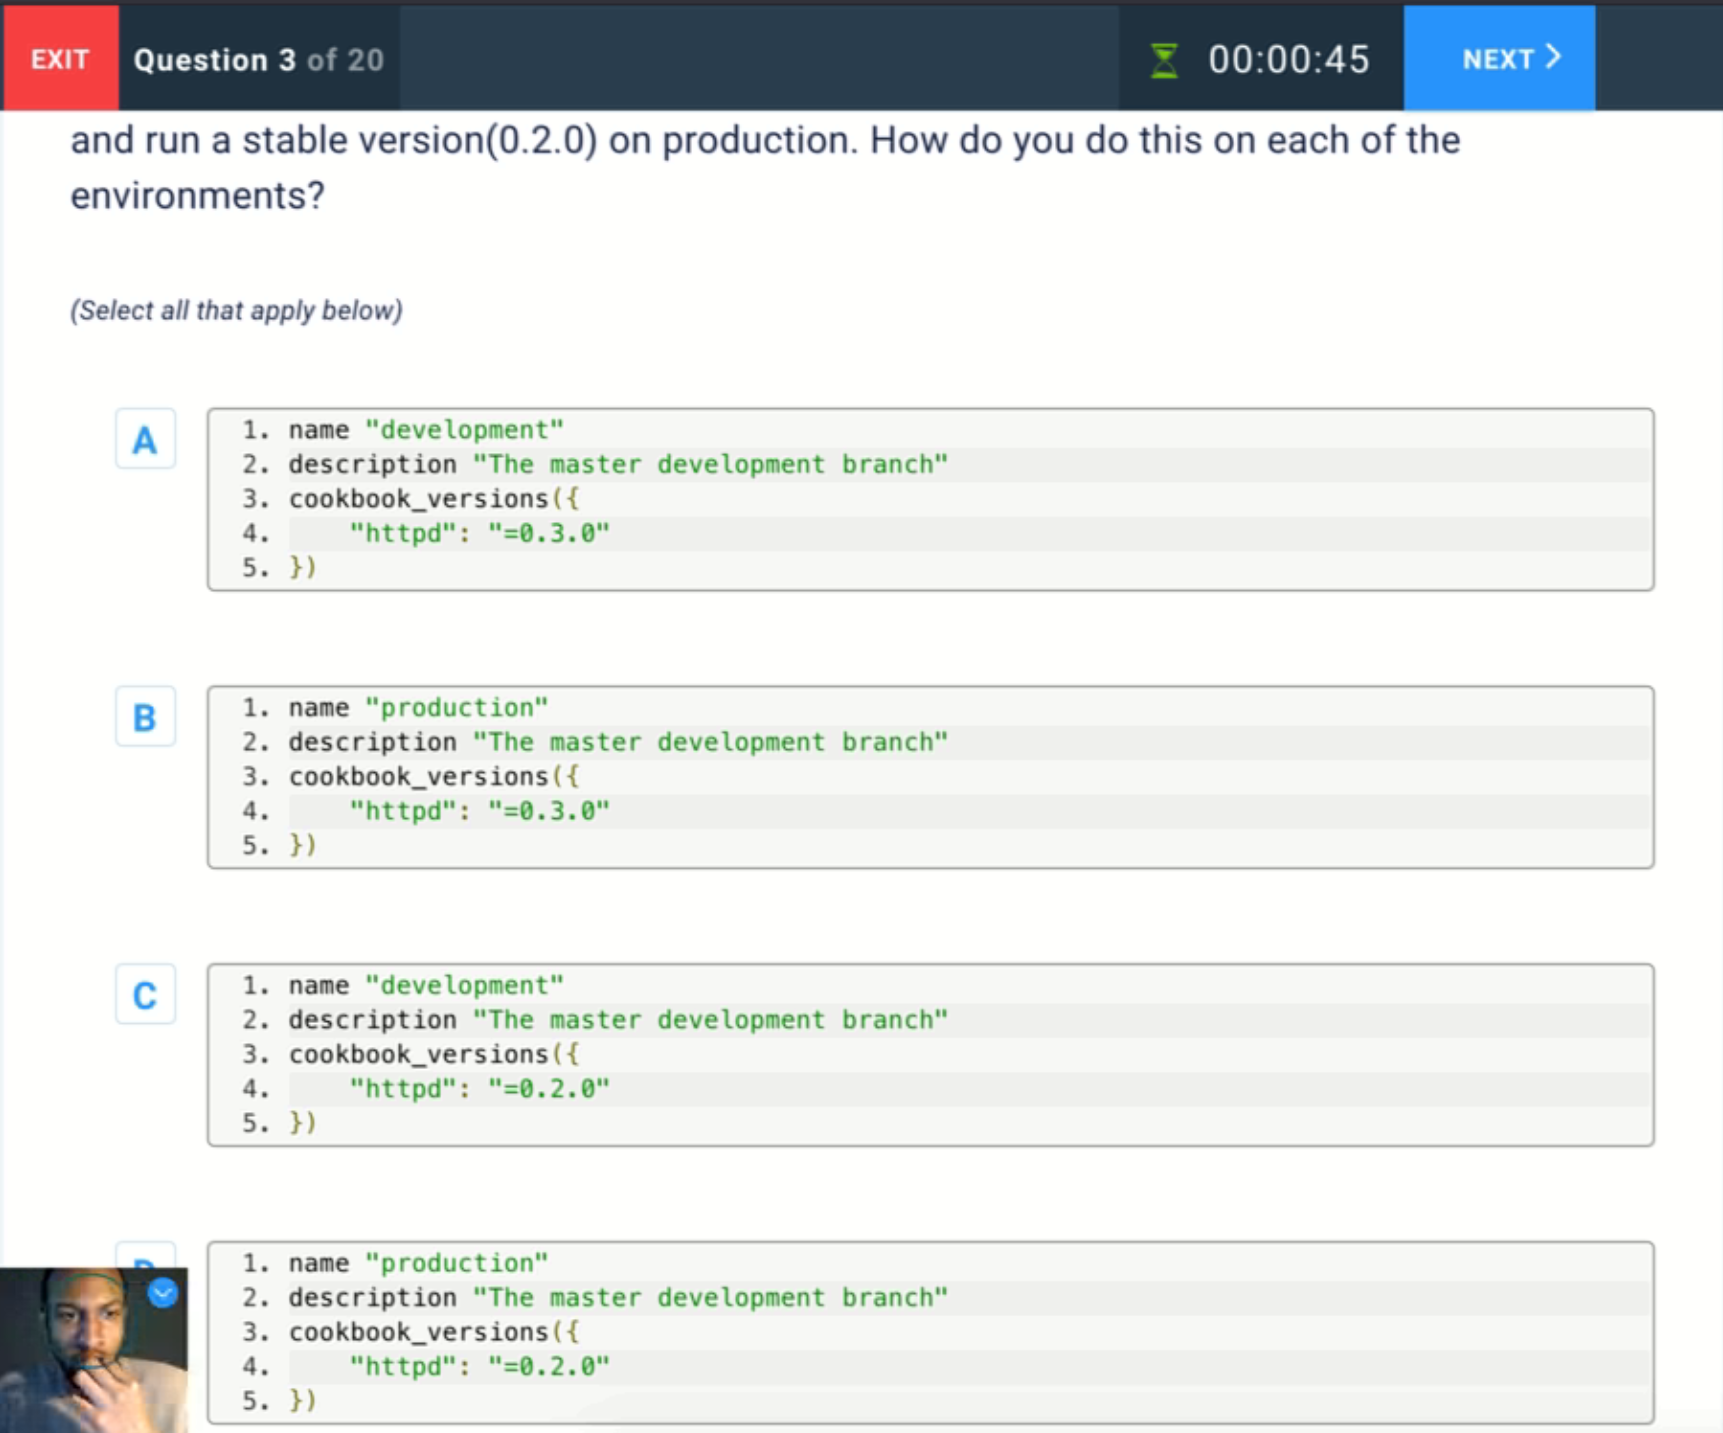 EXIT
Question 3 of 20
00:00:45
NEXT
and run a stable version(0.2.0) on production. How do you do this on each of the
environments?
(Select all that apply below)
A
1. name "development"
2. description "The master development branch"
3. cookbook_versions({
4. "httpd": "=0.3.0"
5. })
B
1. name "production"
2. description "The master development branch"
3. cookbook_versions({
4. "httpd": "=0.3.0"
5. })
C
1. name "development"
2. description "The master development branch"
3. cookbook_versions({
4. "httpd": "=0.2.0"
5. })
D
1. name "production"
2. description "The master development branch"
3. cookbook_versions({
4. "httpd": "=0.2.0"
5. })